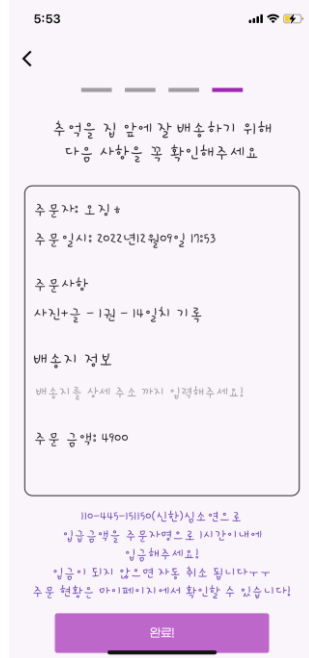 5:53
추억을 집 앞에 잘 배송하기 위해
다음 사항을 꼭 확인해주세요
주문자: 오징ㅎ
주문일시: 2022년12월09일 17:53
주문사항
사진+글 - 1권 - 14일치 기록
배송지 정보
배송지를 상세 주소 까지 입력해주세요!
주문 금액: 4900
110-445-151150(신한)심소연으로
입금금액을 주문자명으로 1시간이내에
입금해주세요!
입금이 되지 않으면 자동 취소 됩니다ㅜㅜ
주문 현황은 마이페이지에서 확인할 수 있습니다!
완료!